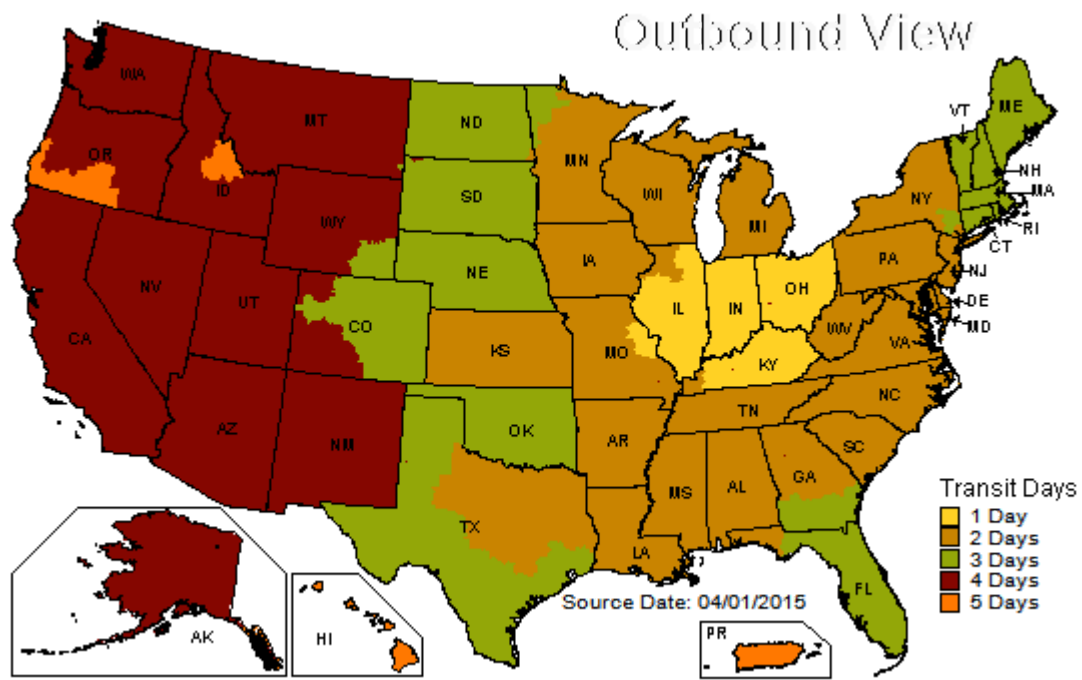 Outbound View
WA
MT
ND
MN
VT
ME
OR
ID
SD
WI
MI
NY
NH
MA
RI
CT
WY
IA
PA
NJ
NE
OH
DE
NV
UT
CO
IL
IN
MD
CA
KS
MO
KY
WV
VA
TN
NC
AZ
NM
OK
AR
SC
MS
AL
GA
TX
LA
FL
Transit Days
1 Day
2 Days
3 Days
4 Days
5 Days
Source Date: 04/01/2015
AK
HI
PR